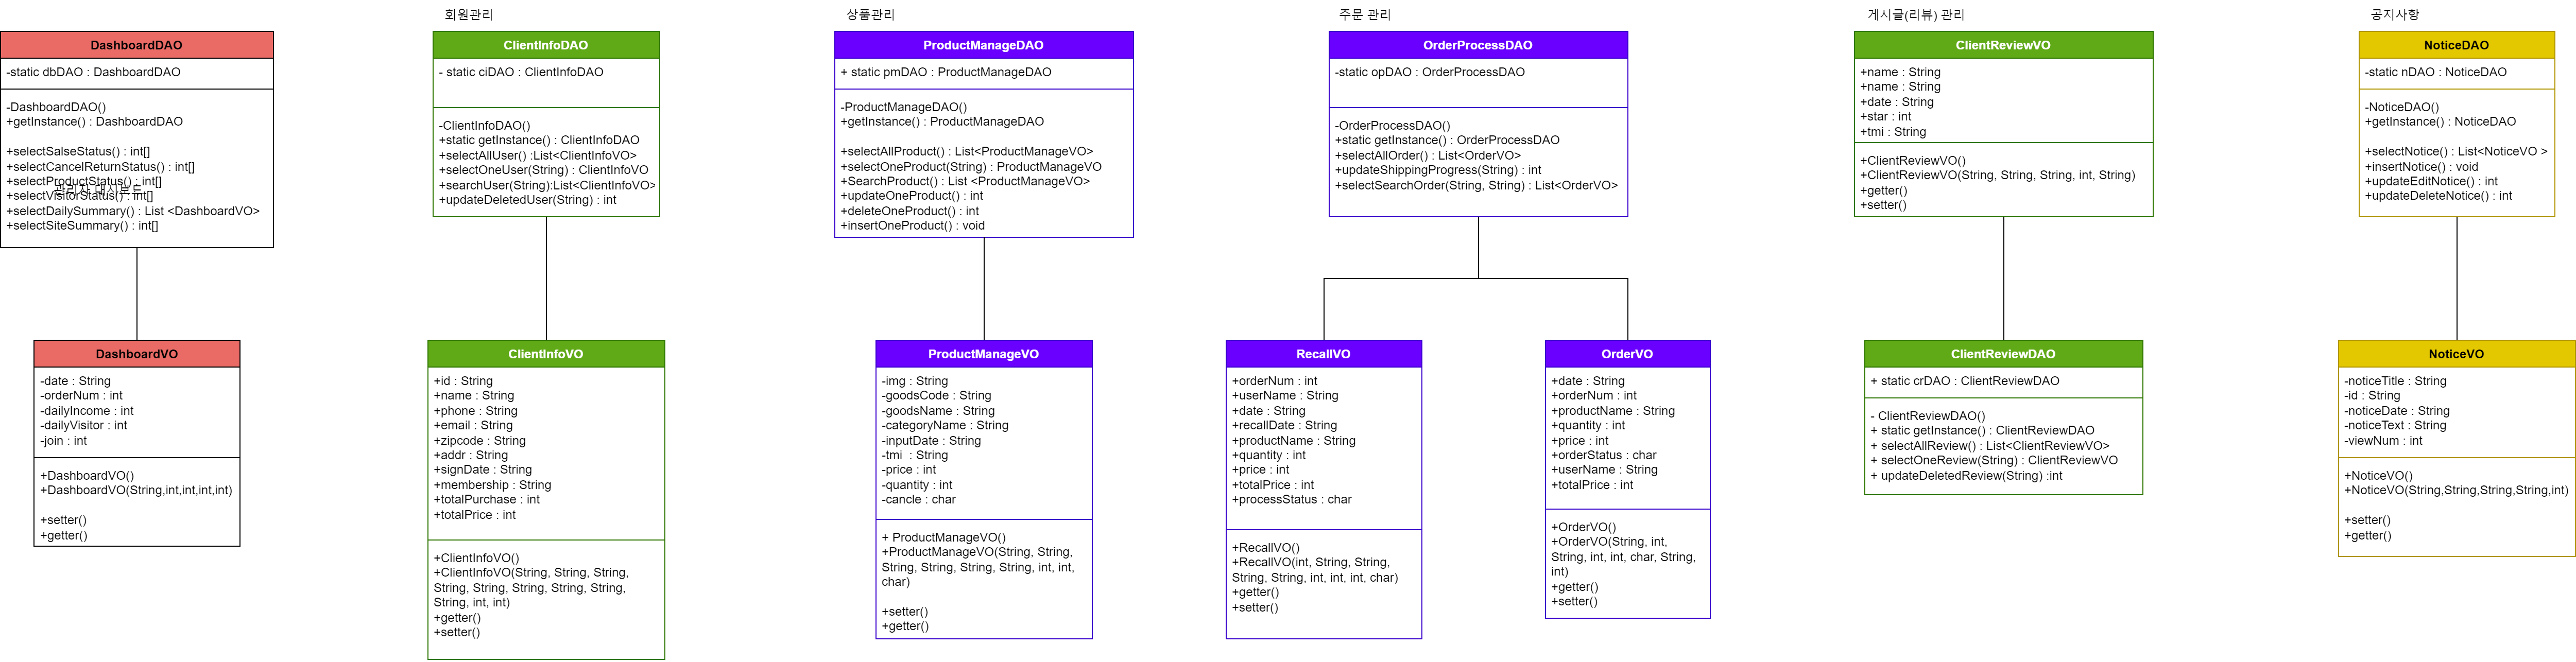 회원관리
상품관리
주문 관리
게시글(리뷰) 관리
공지사항
DashboardDAO
-static dbDAO : DashboardDAO
-DashboardDAO()
+getInstance() : DashboardDAO
+selectSalseStatus() : int[]
+selectCancelReturnStatus() : int[]
+selectProductStatus() : int[]
관리자 대시보드
+selectVisitorStatus() : int[]
+selectDailySummary() : List <DashboardVO>
+selectSiteSummary() : int[]
ClientInfoDAO
- static ciDAO : ClientInfoDAO
-ClientInfoDAO()
+static getInstance() : ClientInfoDAO
+selectAllUser() :List<ClientInfoVO>
+selectOneUser(String) : ClientInfoVO
+searchUser(String):List<ClientInfoVO>
+updateDeletedUser(String) : int
ProductManageDAO
+ static pmDAO : ProductManageDAO
-ProductManageDAO()
+getInstance() : ProductManageDAO
+selectAllProduct() : List<ProductManageVO>
+selectOneProduct(String) : ProductManageVO
+SearchProduct() : List <ProductManageVO>
+updateOneProduct() : int
+deleteOneProduct() : int
+insertOneProduct() : void
OrderProcessDAO
-static opDAO : OrderProcessDAO
-OrderProcessDAO()
+static getInstance() : OrderProcessDAO
+selectAllOrder() : List<OrderVO>
+updateShippingProgress(String) : int
+selectSearchOrder(String, String) : List<OrderVO>
ClientReviewVO
+name : String
+name : String
+date : String
+star : int
+tmi : String
+ClientReviewVO()
+ClientReviewVO(String, String, String, int, String)
+getter()
+setter()
NoticeDAO
-static nDAO : NoticeDAO
-NoticeDAO()
+getInstance() : NoticeDAO
+selectNotice() : List<NoticeVO >
+insertNotice() : void
+updateEditNotice() : int
+updateDeleteNotice() : int
DashboardVO
-date : String
-orderNum : int
-dailyIncome : int
-dailyVisitor : int
-join : int
+DashboardVO()
+DashboardVO(String,int,int,int,int)
+setter()
+getter()
ClientInfoVO
+id : String
+name : String
+phone : String
+email : String
+zipcode : String
+addr : String
+signDate : String
+membership : String
+totalPurchase : int
+totalPrice : int
+ClientInfoVO()
+ClientInfoVO(String, String, String,
String, String, String, String, String,
String, int, int)
+getter()
+setter()
ProductManageVO
-img : String
-goodsCode : String
-goodsName : String
-categoryName : String
-inputDate : String
-tmi : String
-price : int
-quantity : int
-cancle : char
+ ProductManageVO()
+ProductManageVO(String, String,
String, String, String, String, int, int,
char)
+setter()
+getter()
RecallVO
+orderNum : int
+userName : String
+date : String
+recallDate : String
+productName : String
+quantity : int
+price : int
+totalPrice : int
+processStatus : char
+RecallVO()
+RecallVO(int, String, String,
String, String, int, int, int, char)
+getter()
+setter()
OrderVO
+date : String
+orderNum : int
+productName : String
+quantity : int
+price : int
+orderStatus : char
+userName : String
+totalPrice : int
+OrderVO()
+OrderVO(String, int,
String, int, int, char, String,
int)
+getter()
+setter()
ClientReviewDAO
+ static crDAO : ClientReviewDAO
- ClientReviewDAO()
+ static getInstance() : ClientReviewDAO
+ selectAllReview() : List<ClientReviewVO>
+ selectOneReview(String) : ClientReviewVO
+ updateDeletedReview(String) :int
NoticeVO
-noticeTitle : String
-id : String
-noticeDate : String
-noticeText : String
-viewNum : int
+NoticeVO()
+NoticeVO(String,String,String,String,int)
+setter()
+getter()